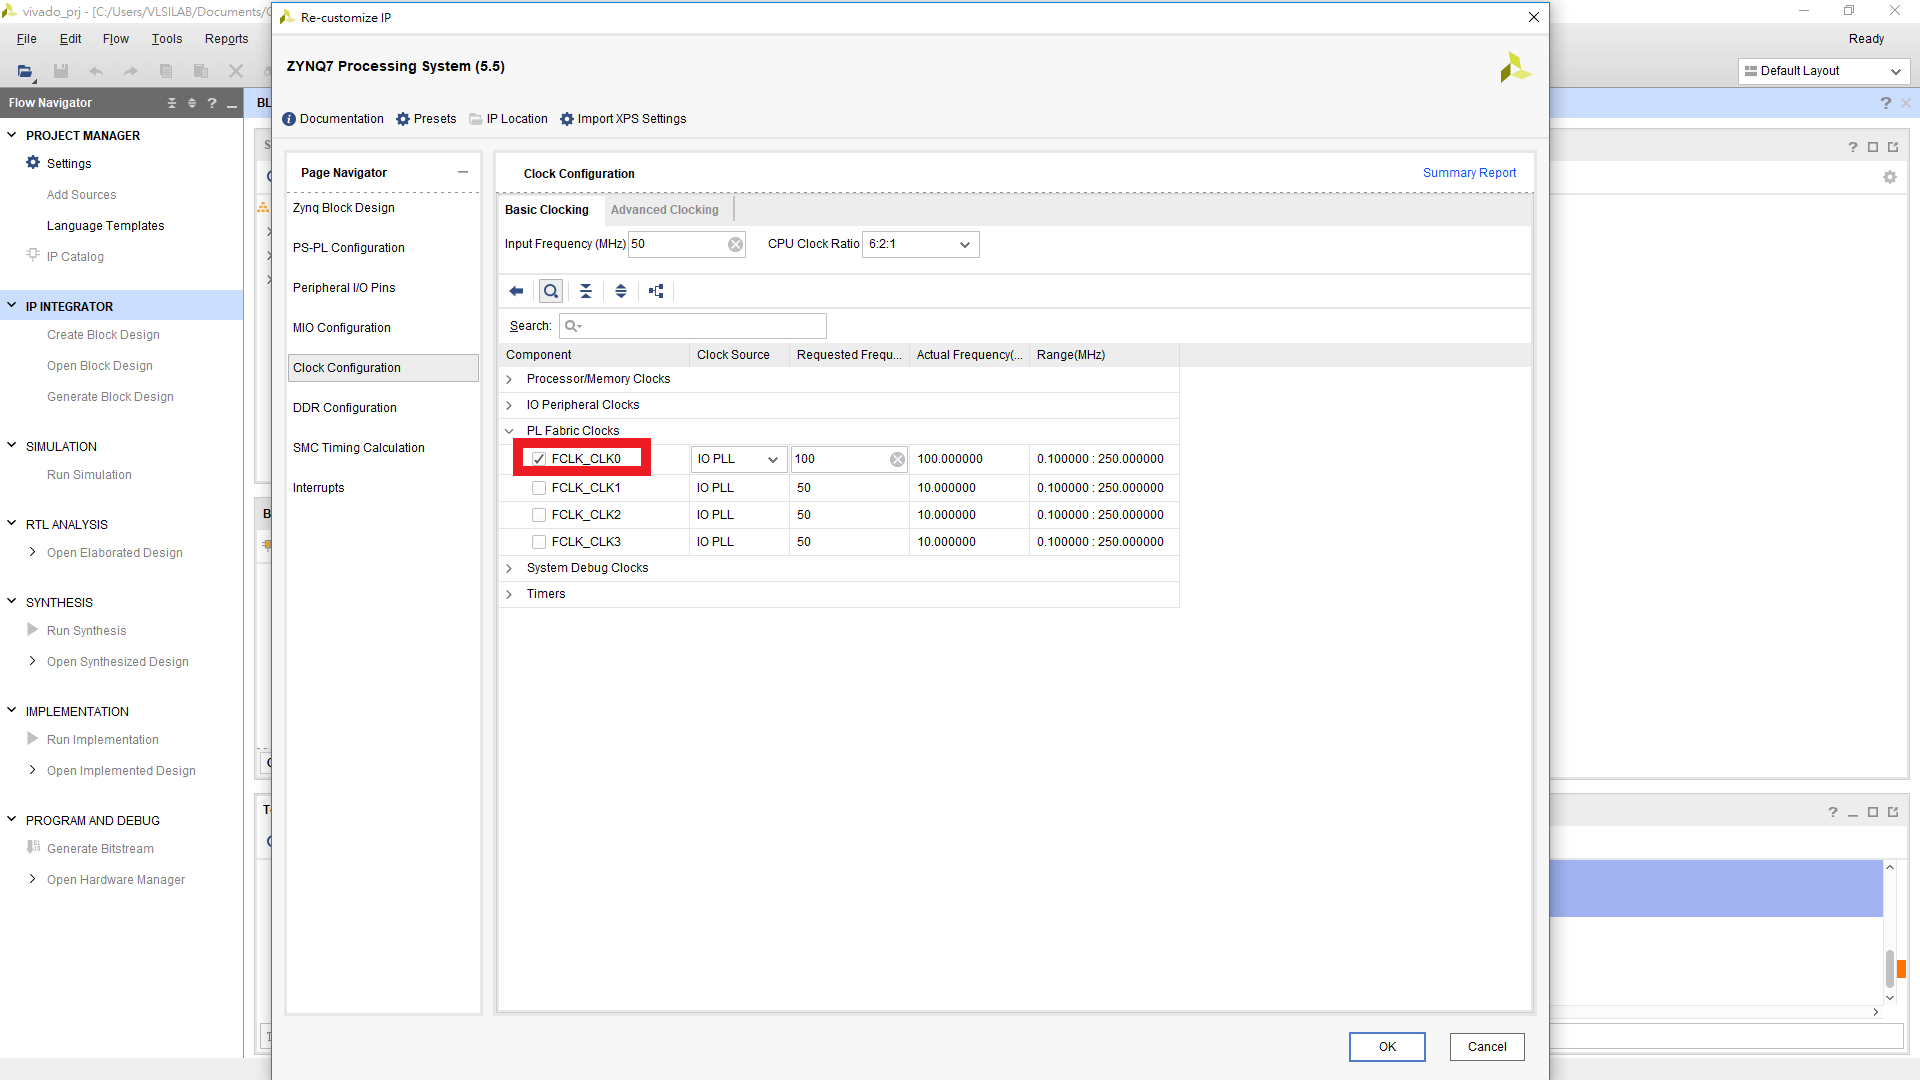 vivado_prj - [C:/Users/VLSILAB/Documents/
Re-customize IP
File Edit Flow Tools Reports
Ready
ZYNQ7 Processing System (5.5)
Default Layout
Flow Navigator
? _
BL
?
Documentation Presets IP Location Import XPS Settings
PROJECT MANAGER
Settings
Add Sources
Language Templates
IP Catalog
IP INTEGRATOR
Create Block Design
Open Block Design
Generate Block Design
SIMULATION
Run Simulation
RTL ANALYSIS
Open Elaborated Design
SYNTHESIS
Run Synthesis
Open Synthesized Design
IMPLEMENTATION
Run Implementation
Open Implemented Design
PROGRAM AND DEBUG
Generate Bitstream
Open Hardware Manager
Page Navigator
Zynq Block Design
PS-PL Configuration
Peripheral I/O Pins
MIO Configuration
Clock Configuration
DDR Configuration
SMC Timing Calculation
Interrupts
Clock Configuration
Summary Report
Basic Clocking Advanced Clocking
Input Frequency (MHz) 50 CPU Clock Ratio 6:2:1
Search:
Component Clock Source Requested Frequ... Actual Frequency(... Range(MHz)
Processor/Memory Clocks
IO Peripheral Clocks
PL Fabric Clocks
FCLK_CLK0 IO PLL 100 100.000000 0.100000 : 250.000000
FCLK_CLK1 IO PLL 50 10.000000 0.100000 : 250.000000
FCLK_CLK2 IO PLL 50 10.000000 0.100000 : 250.000000
FCLK_CLK3 IO PLL 50 10.000000 0.100000 : 250.000000
System Debug Clocks
Timers
OK Cancel